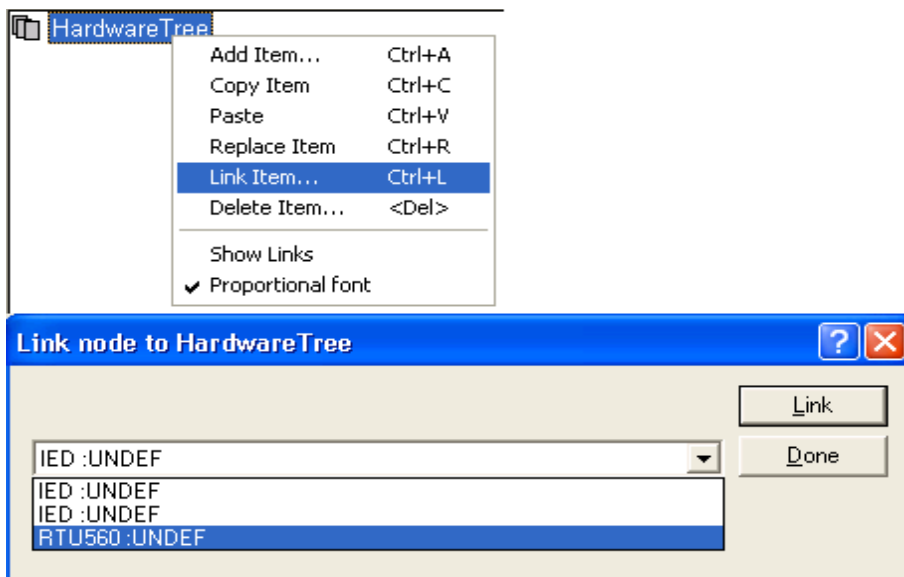 HardwareTree
Add Item... Ctrl+A
Copy Item Ctrl+C
Paste Ctrl+V
Replace Item Ctrl+R
Link Item... Ctrl+L
Delete Item... <Del>
Show Links
Proportional font
Link node to HardwareTree
Link
IED :UNDEF
Done
IED :UNDEF
IED :UNDEF
RTU560 :UNDEF